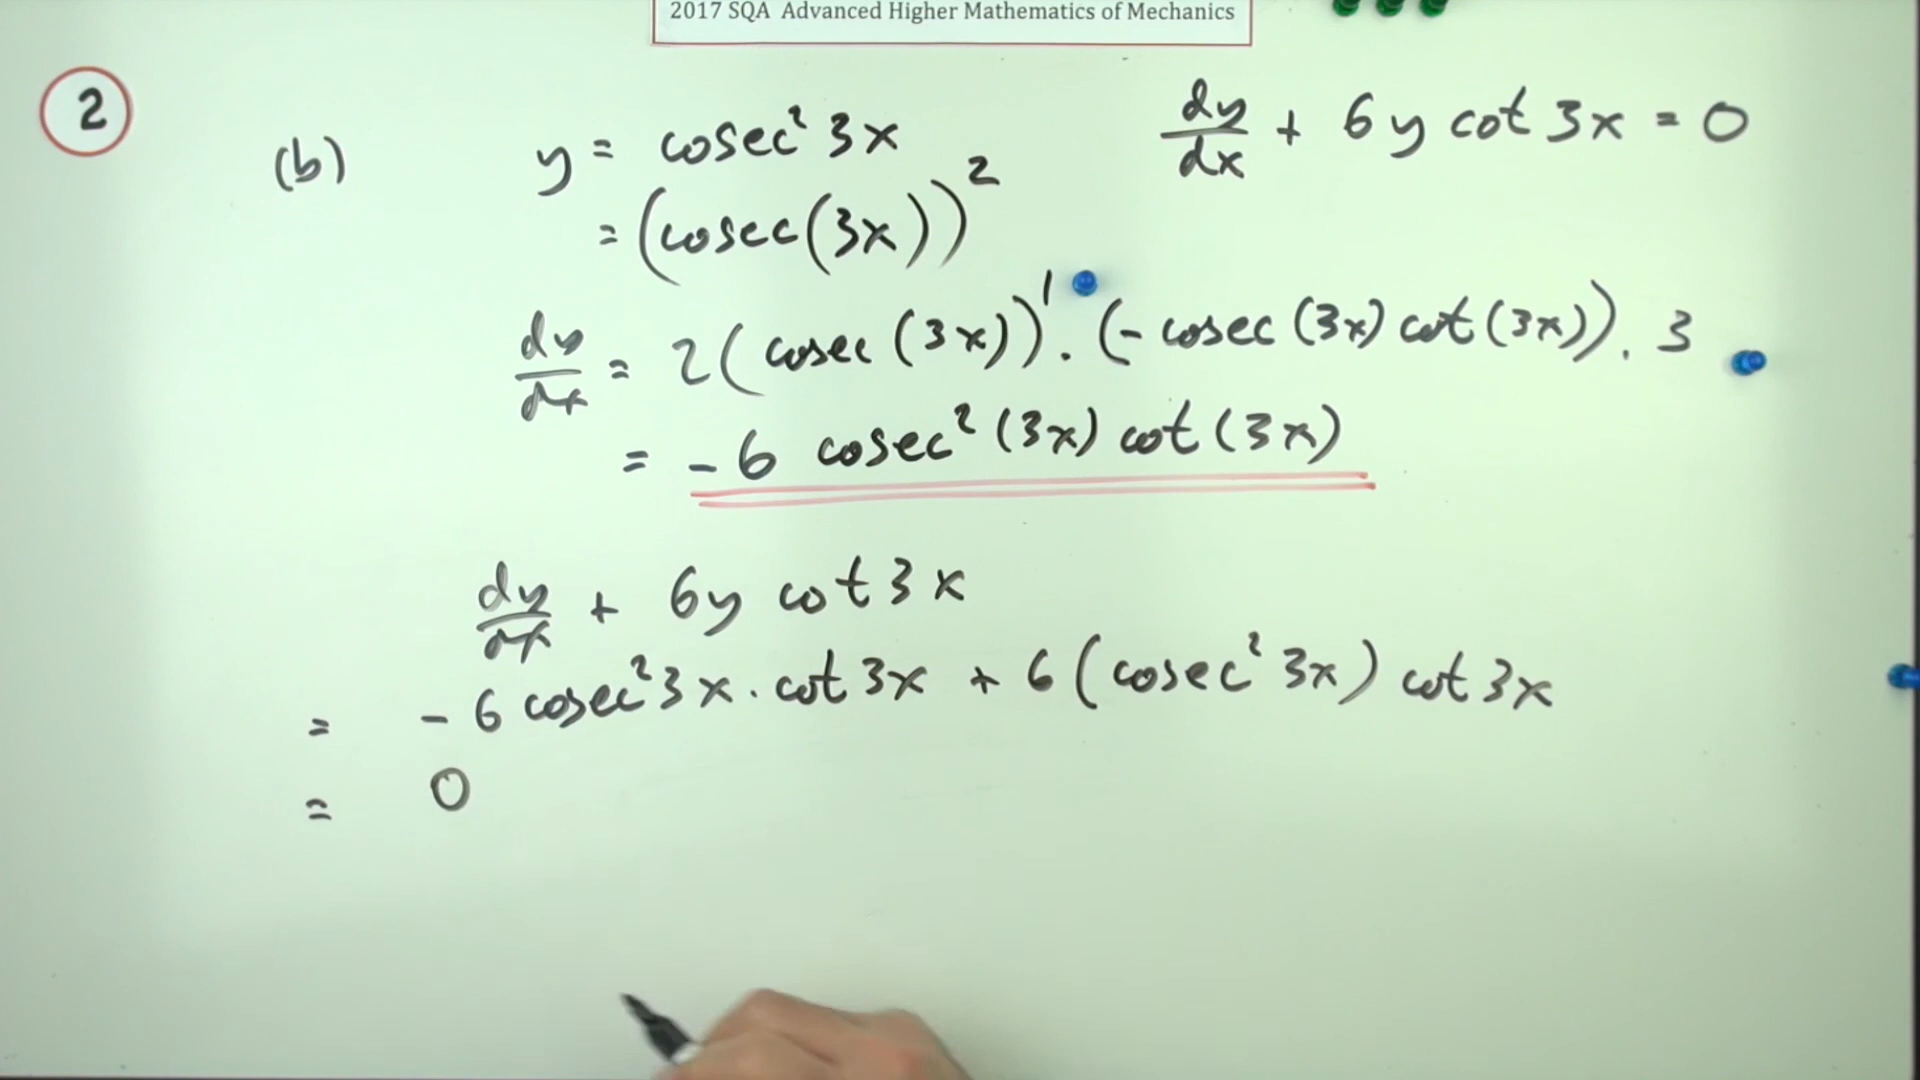 2017 SQA Advanced Higher Mathematics of Mechanics
2
(b) y = cosec² 3x
dy/dx + 6y cot 3x = 0
= (cosec(3x))²
dy/dx = 2(cosec(3x))¹ . (- cosec(3x) cot(3x)) . 3
= - 6 cosec²(3x) cot(3x)
dy/dx + 6y cot 3x
= - 6 cosec² 3x . cot 3x + 6 (cosec² 3x) cot 3x
= 0